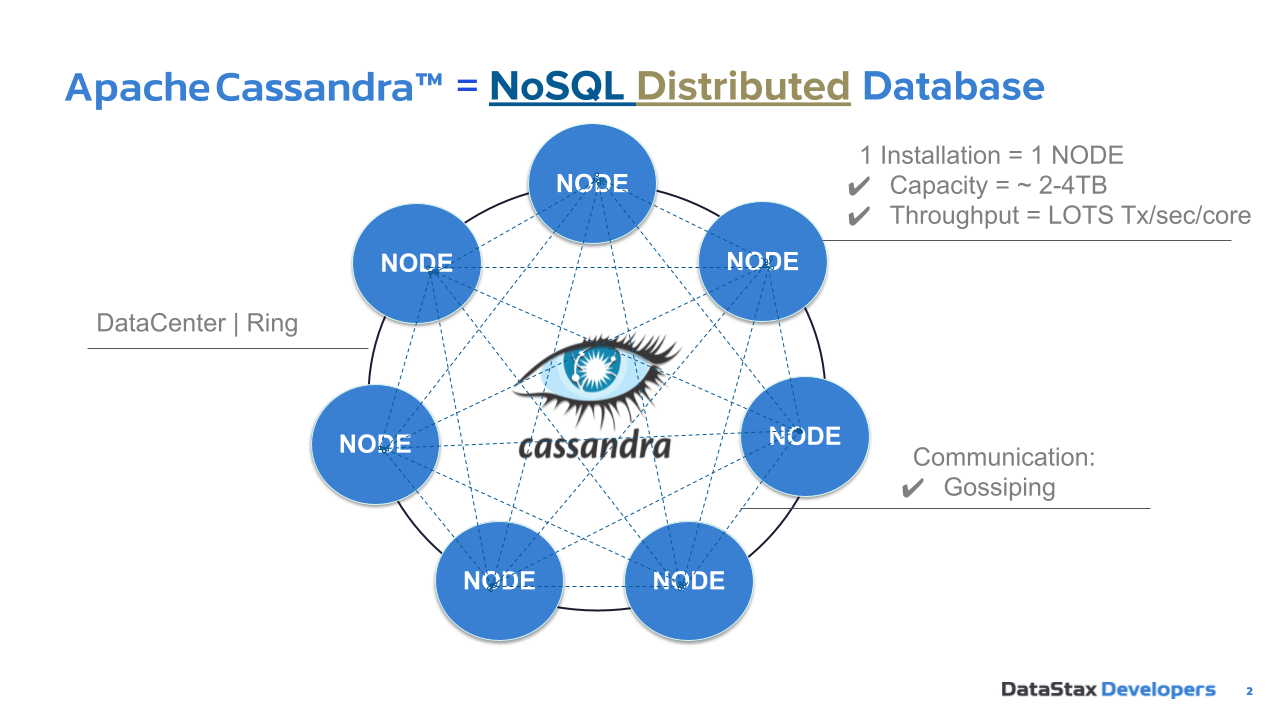 Apache Cassandra™ = NoSQL Distributed Database
NODE
1 Installation = 1 NODE
✔ Capacity = ~ 2-4TB
✔ Throughput = LOTS Tx/sec/core
NODE
NODE
DataCenter | Ring
NODE
cassandra
NODE
Communication:
✔ Gossiping
NODE
NODE
DataStax Developers
2